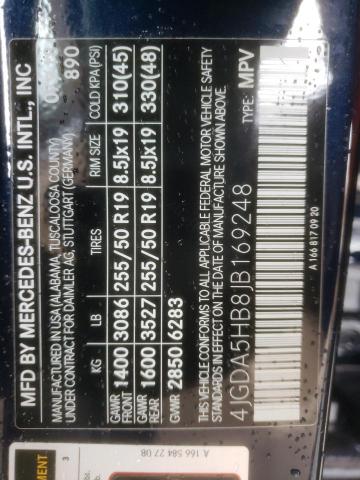 MFD BY MERCEDES-BENZ U.S. INTL., INC
MANUFACTURED IN USA (ALABAMA, TUSCALOOSA COUNTY)
UNDER CONTRACT FOR DAIMLER AG, STUTTGART (GERMANY)
890
KG LB TIRES RIM SIZE COLD KPA(PSI)
GAWR FRONT 1400 3086 255/50 R19 8.5Jx19 310(45)
GAWR REAR 1600 3527 255/50 R19 8.5Jx19 330(48)
GVWR 2850 6283
THIS VEHICLE CONFORMS TO ALL APPLICABLE FEDERAL MOTOR VEHICLE SAFETY
STANDARDS IN EFFECT ON THE DATE OF MANUFACTURE SHOWN ABOVE.
4JGDA5HB8JB169248 TYPE: MPV
A 166 817 09 20
A 166 584 27 08
3